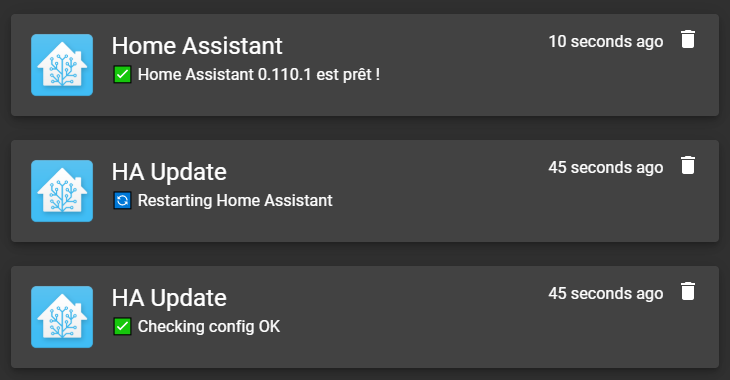 Home Assistant
10 seconds ago
✅ Home Assistant 0.110.1 est prêt !
HA Update
45 seconds ago
🔄 Restarting Home Assistant
HA Update
45 seconds ago
✅ Checking config OK